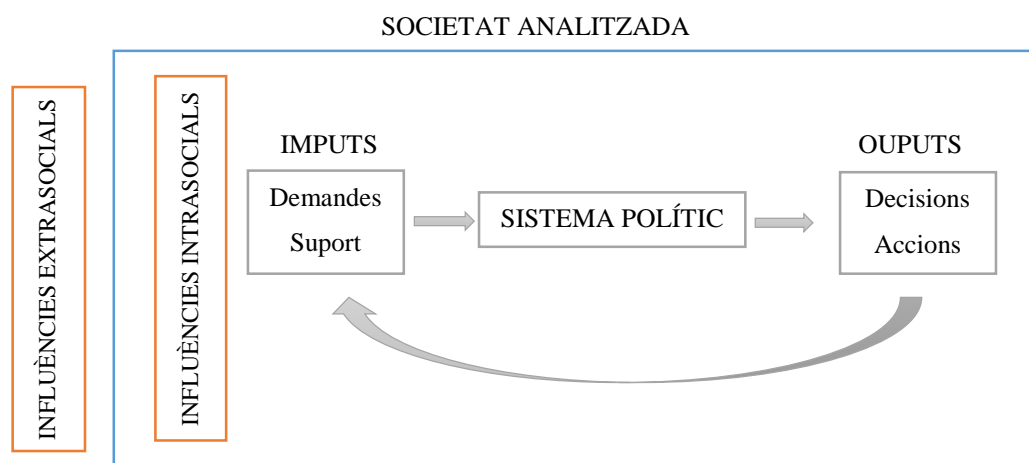 SOCIETAT ANALITZADA
INFLUÈNCIES EXTRASOCIALS
INFLUÈNCIES INTRASOCIALS
IMPUTS
Demandes
Suport
SISTEMA POLÍTIC
OUPUTS
Decisions
Accions